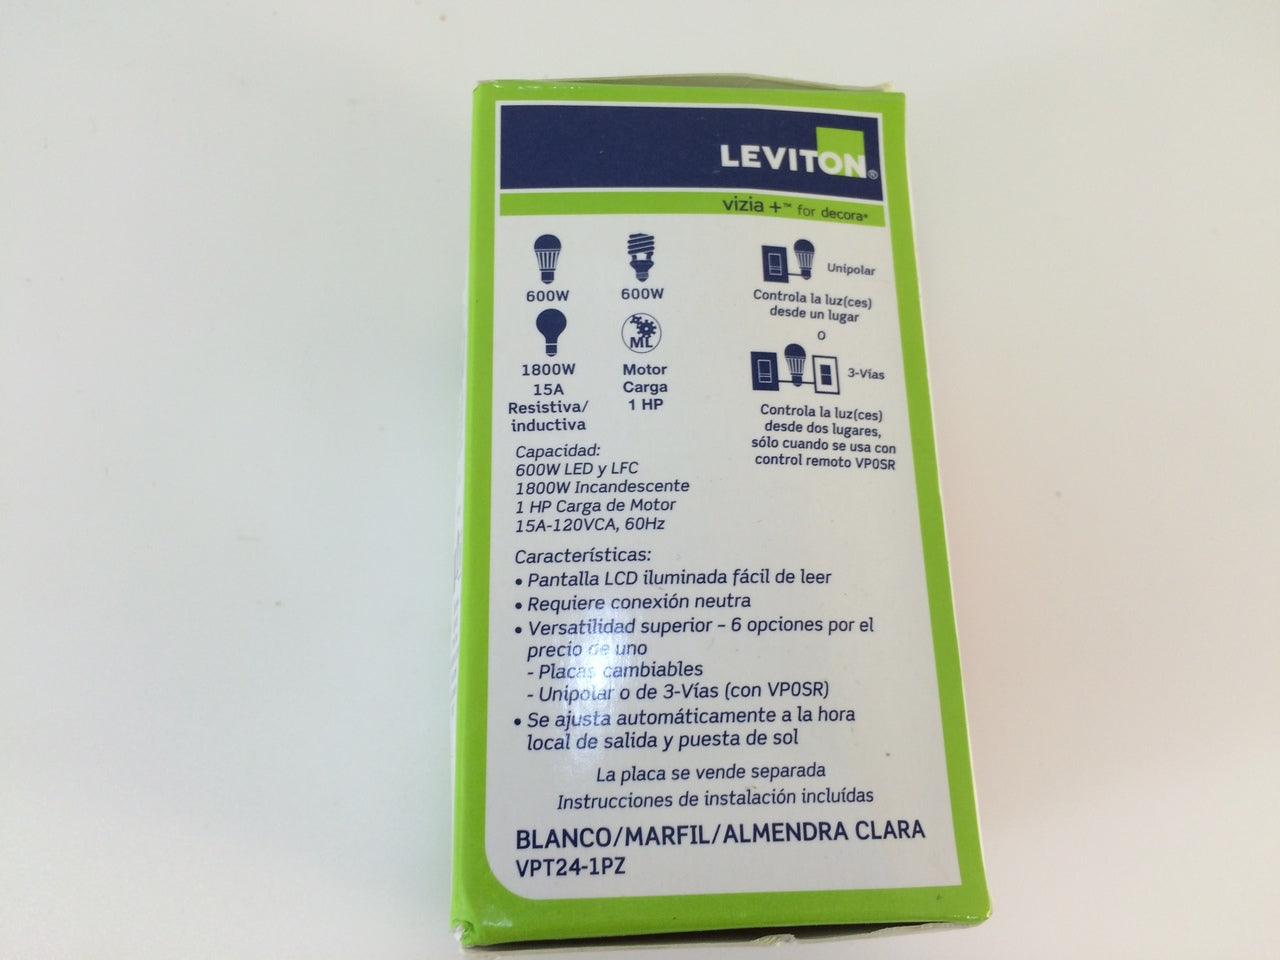 LEVITON®
vizia +™ for decora®
600W
600W
1800W
15A
Resistiva/
inductiva
ML
Motor
Carga
1 HP
Unipolar
Controla la luz(ces)
desde un lugar
O
3-Vías
Controla la luz(ces)
desde dos lugares,
sólo cuando se usa con
control remoto VP0SR
Capacidad:
600W LED y LFC
1800W Incandescente
1 HP Carga de Motor
15A-120VCA, 60Hz
Características:
• Pantalla LCD iluminada fácil de leer
• Requiere conexión neutra
• Versatilidad superior – 6 opciones por el
precio de uno
- Placas cambiables
- Unipolar o de 3-Vías (con VP0SR)
• Se ajusta automáticamente a la hora
local de salida y puesta de sol
La placa se vende separada
Instrucciones de instalación incluídas
BLANCO/MARFIL/ALMENDRA CLARA
VPT24-1PZ